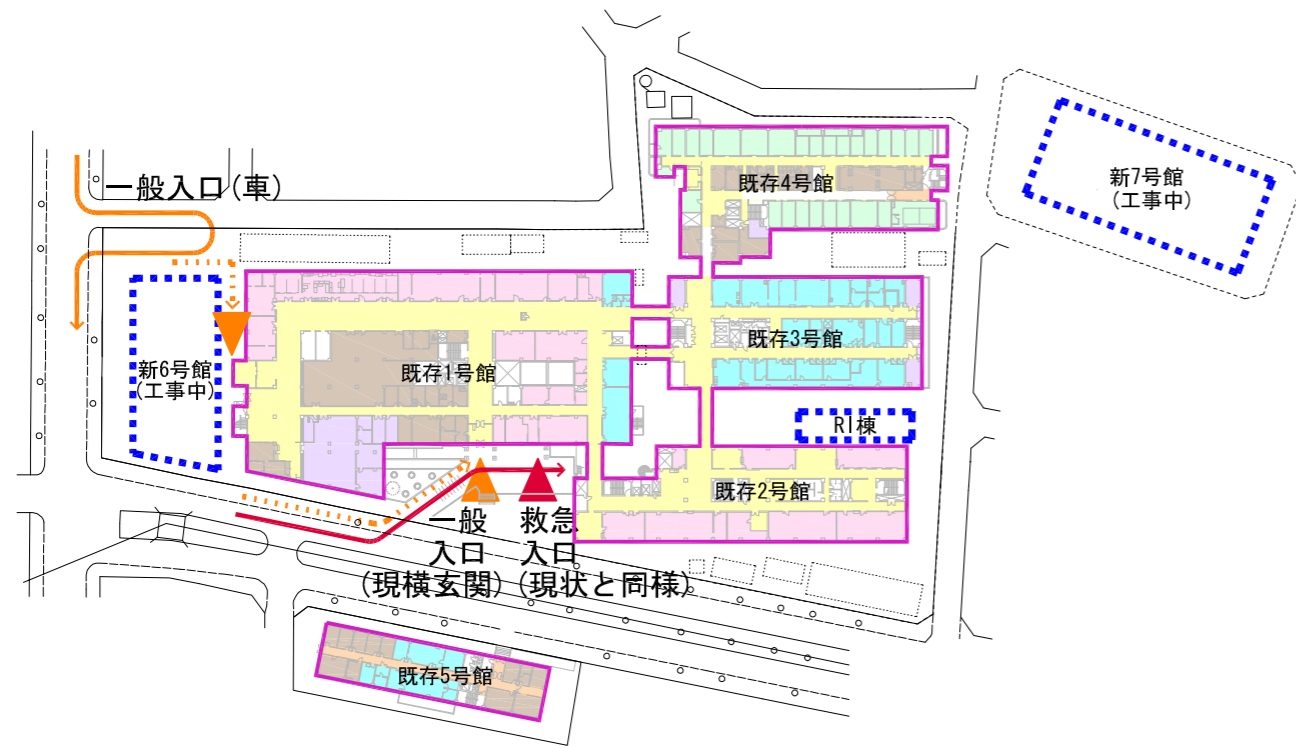 一般入口(車)
既存4号館
新7号館
(工事中)
新6号館
(工事中)
既存1号館
既存3号館
RI棟
既存2号館
一般
入口
(現横玄関)
救急
入口
(現状と同様)
既存5号館